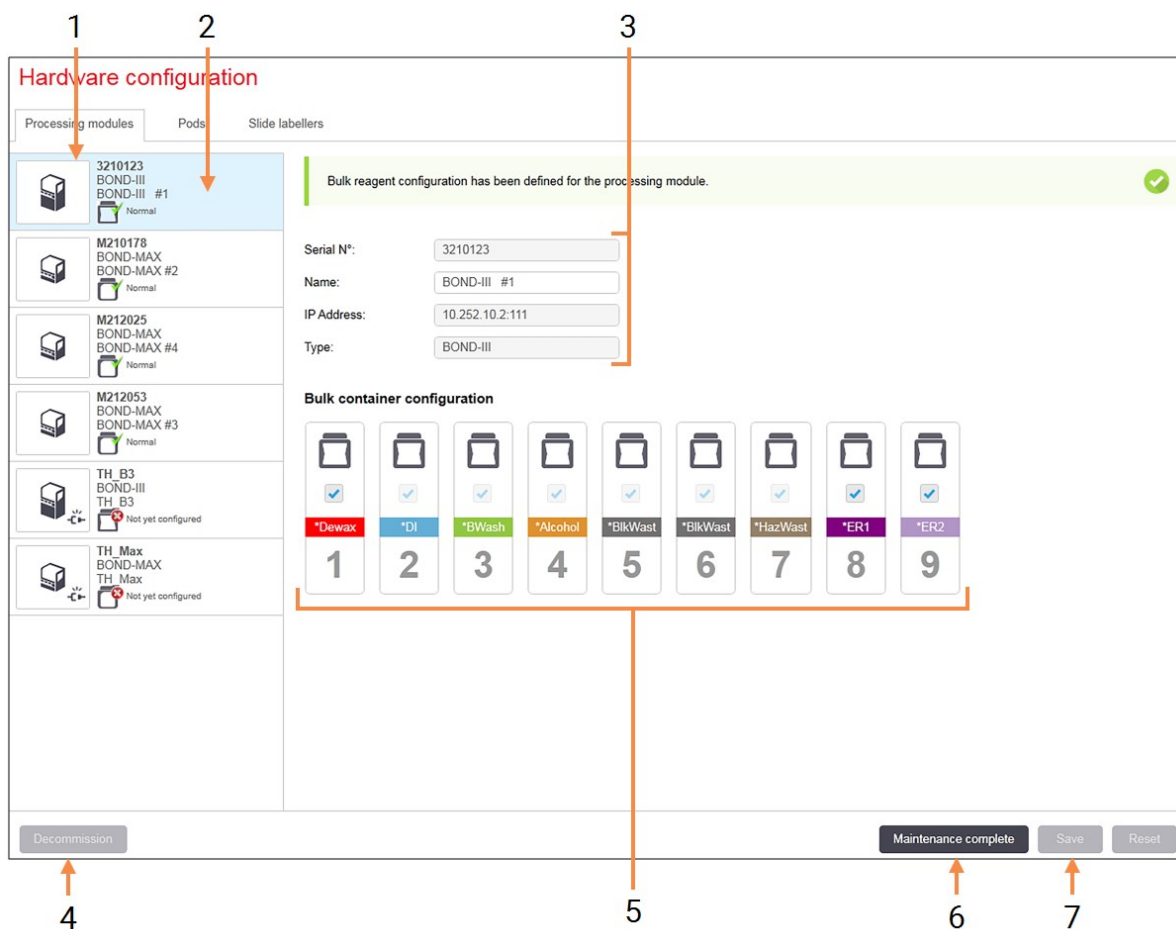 1 2 3
Hardware configuration
Processing modules Pods Slide labellers
3210123
BOND-III
BOND-III #1
Normal
M210178
BOND-MAX
BOND-MAX #2
Normal
M212025
BOND-MAX
BOND-MAX #4
Normal
M212053
BOND-MAX
BOND-MAX #3
Normal
TH_B3
BOND-III
TH_B3
Not yet configured
TH_Max
BOND-MAX
TH_Max
Not yet configured
Bulk reagent configuration has been defined for the processing module.
Serial N°: 3210123
Name: BOND-III #1
IP Address: 10.252.10.2:111
Type: BOND-III
Bulk container configuration
*Dewax *DI *BWash *Alcohol *BlkWast *BlkWast *HazWast *ER1 *ER2
1 2 3 4 5 6 7 8 9
Decommission Maintenance complete Save Reset
4 5 6 7